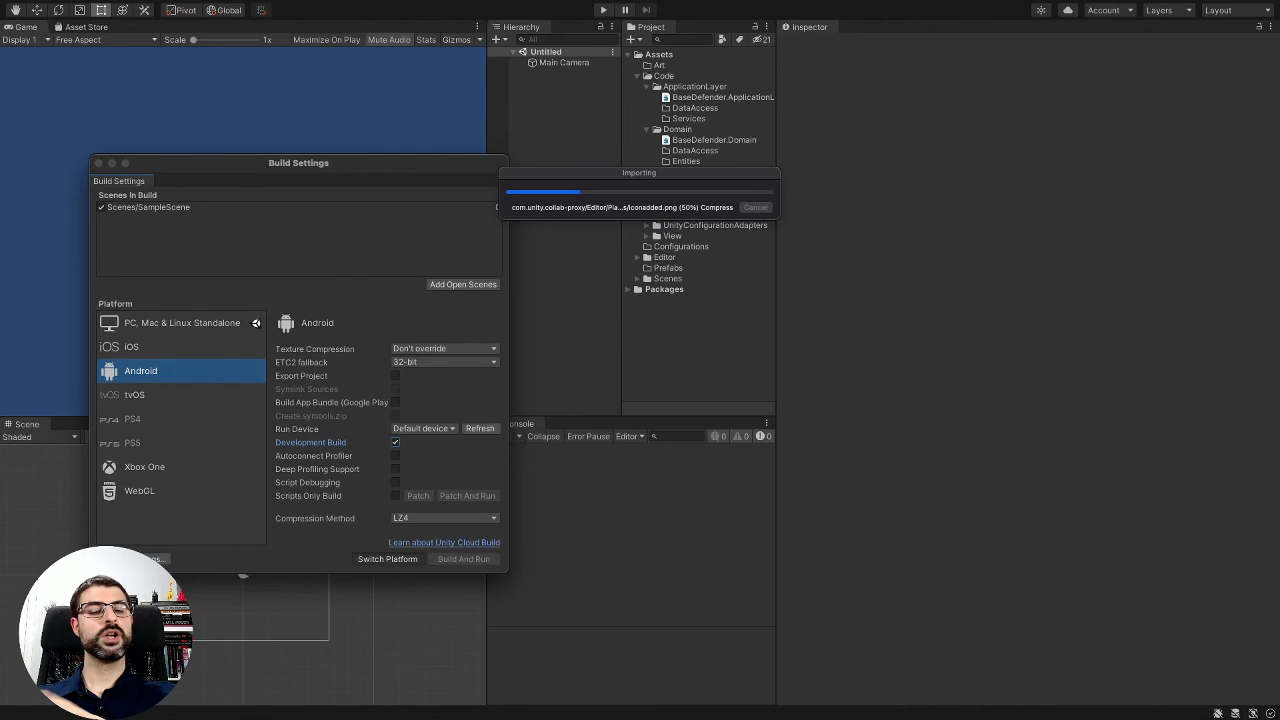 Pivot Global Account Layers Layout
Game Asset Store
Display 1 Free Aspect Scale 1x Maximize On Play Mute Audio Stats Gizmos
Hierarchy
All
Untitled
Main Camera
Project
21
Assets
Art
Code
ApplicationLayer
BaseDefender.ApplicationL
DataAccess
Services
Domain
BaseDefender.Domain
DataAccess
Entities
UnityConfigurationAdapters
View
Configurations
Editor
Prefabs
Scenes
Packages
Inspector
Importing
com.unity.collab-proxy/Editor/Pla...s/iconadded.png (50%) Compress Cancel
Build Settings
Build Settings
Scenes In Build
Scenes/SampleScene
Add Open Scenes
Platform
PC, Mac & Linux Standalone
iOS iOS
Android
tvOS tvOS
PS4 PS4
PS5 PS5
Xbox One
WebGL
Android
Texture Compression Don't override
ETC2 fallback 32-bit
Export Project
Symlink Sources
Build App Bundle (Google Play
Create symbols.zip
Run Device Default device Refresh
Development Build
Autoconnect Profiler
Deep Profiling Support
Script Debugging
Scripts Only Build Patch Patch And Run
Compression Method LZ4
Learn about Unity Cloud Build
Switch Platform Build And Run
Scene
Shaded
onsole
Collapse Error Pause Editor 0 0 0